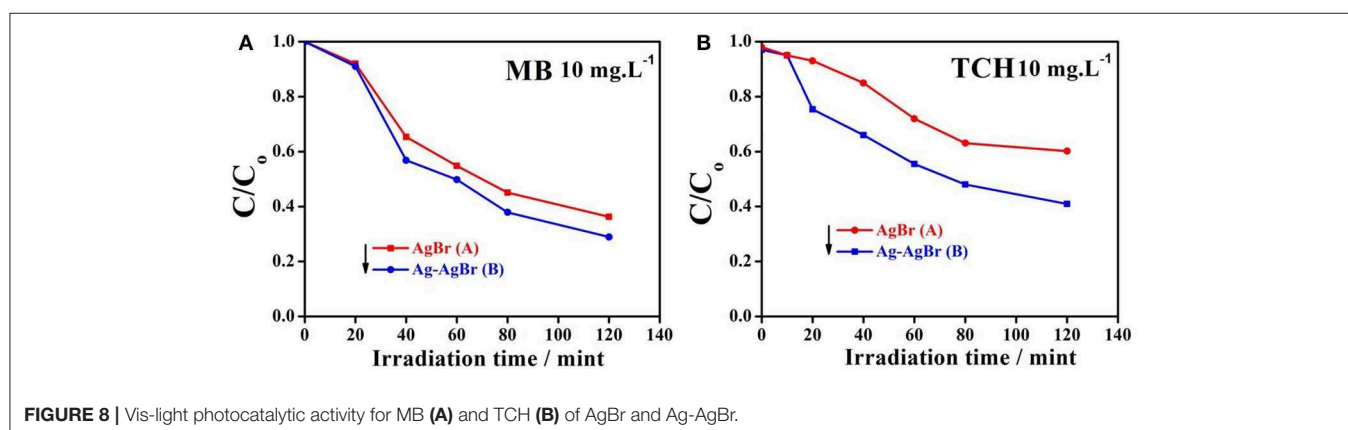 A
1.0
0.8
0.6
0.4
0.2
0.0
C/Co
MB 10 mg.L-1
AgBr (A)
Ag-AgBr (B)
0 20 40 60 80 100 120 140
Irradiation time / mint
B
1.0
0.8
0.6
0.4
0.2
0.0
C/Co
TCH 10 mg.L-1
AgBr (A)
Ag-AgBr (B)
0 20 40 60 80 100 120 140
Irradiation time / mint
FIGURE 8 | Vis-light photocatalytic activity for MB (A) and TCH (B) of AgBr and Ag-AgBr.